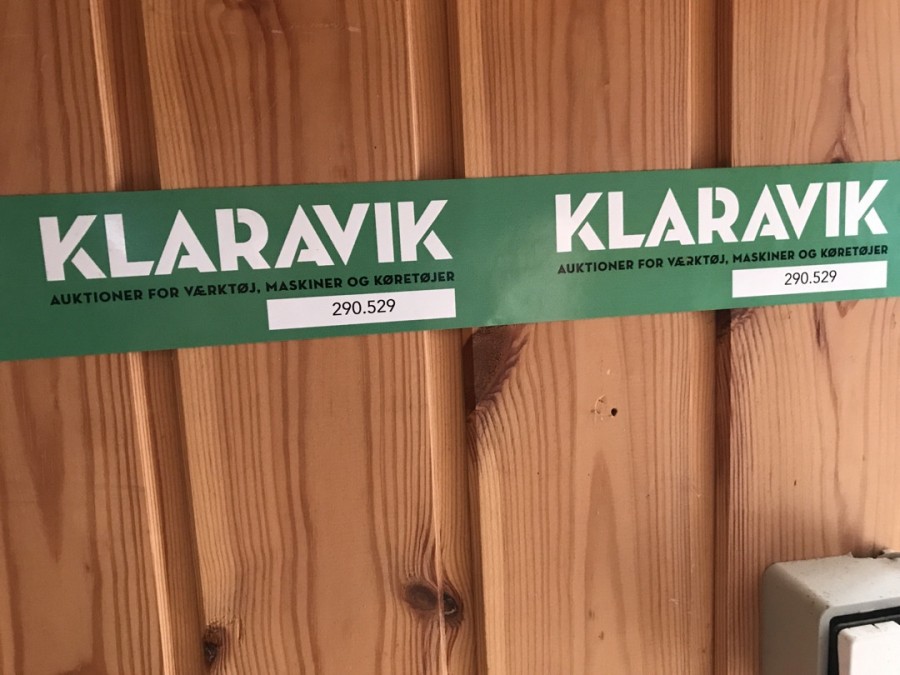 KLARAVIK
AUKTIONER FOR VÆRKTØJ, MASKINER OG KØRETØJER
290.529
KLARAVIK
AUKTIONER FOR VÆRKTØJ, MASKINER OG KØRETØJER
290.529